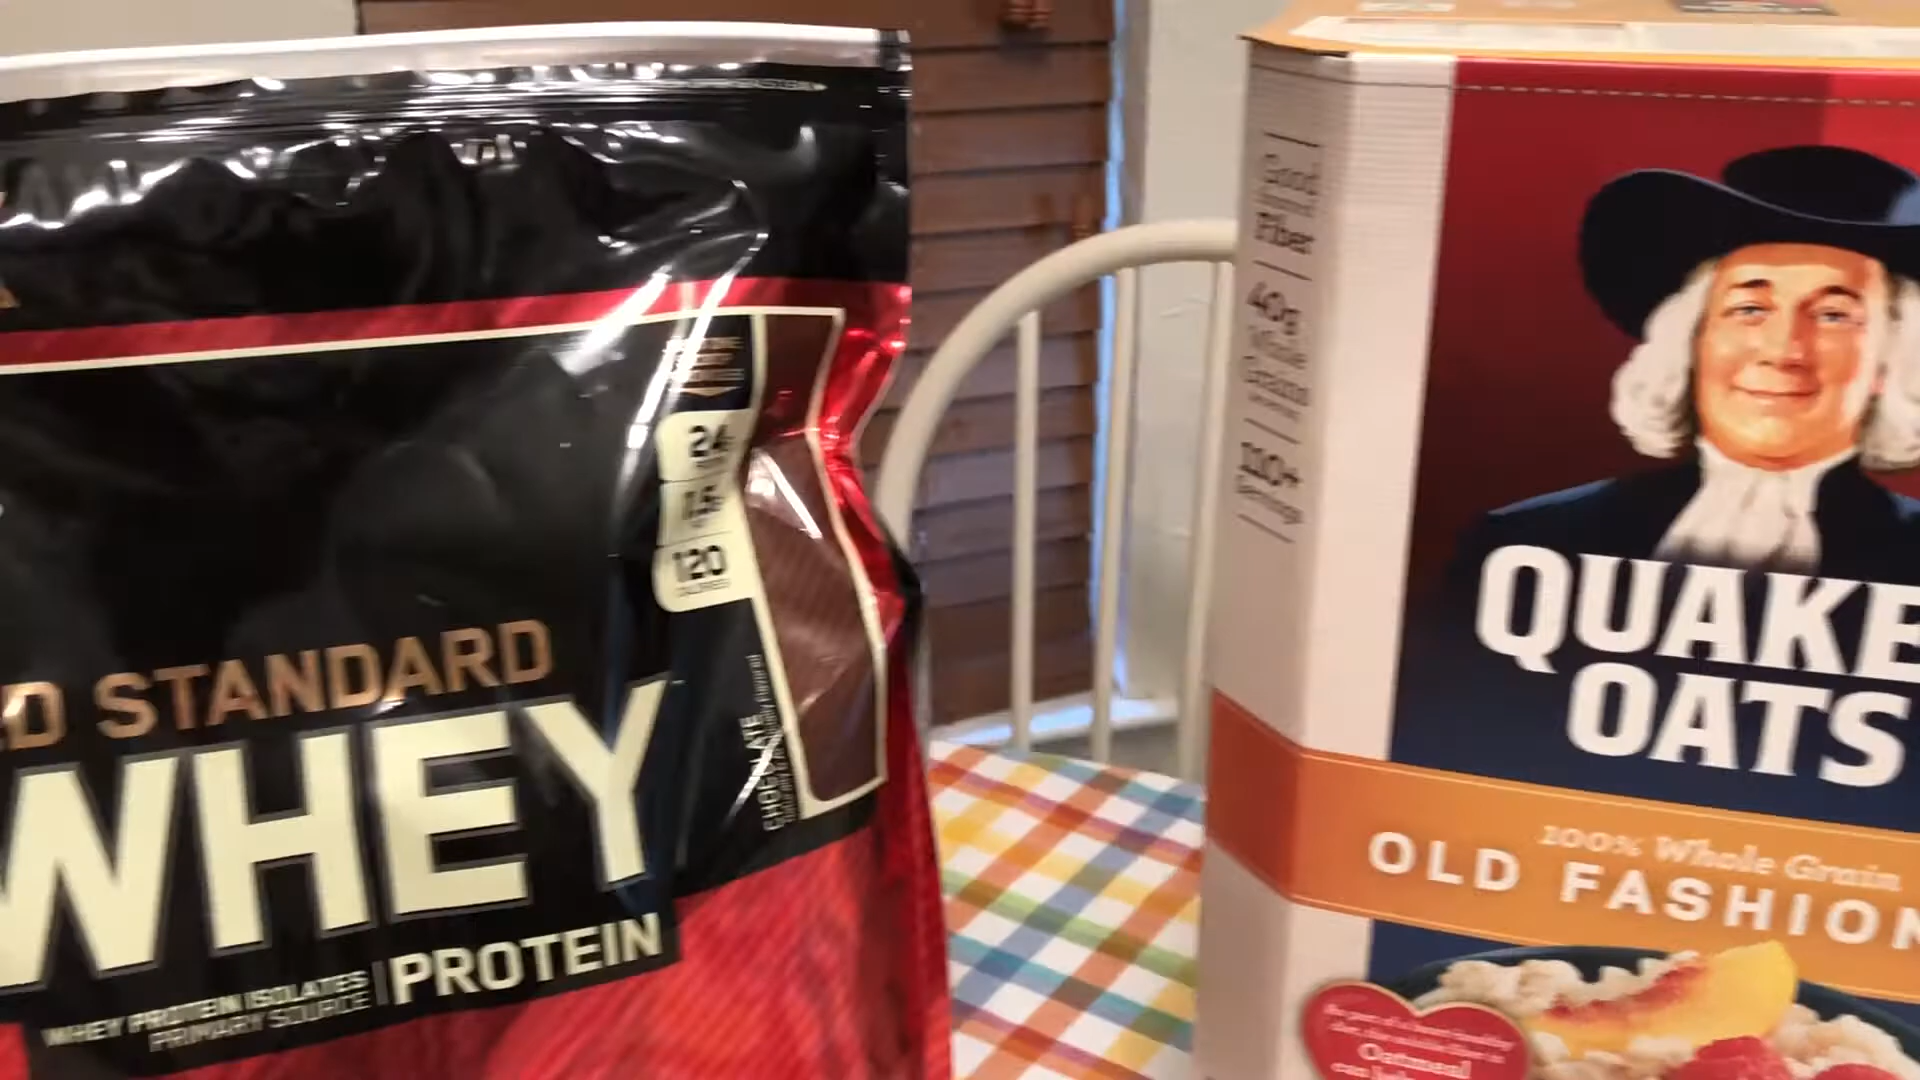 D STANDARD
WHEY
WHEY PROTEIN ISOLATES
PRIMARY SOURCE
PROTEIN
24
120
CHOCOLATE
Good
Fiber
40g
Whole
Grains
110+
QUAKE
OATS
100% Whole Grain
OLD FASHION
Oatmeal